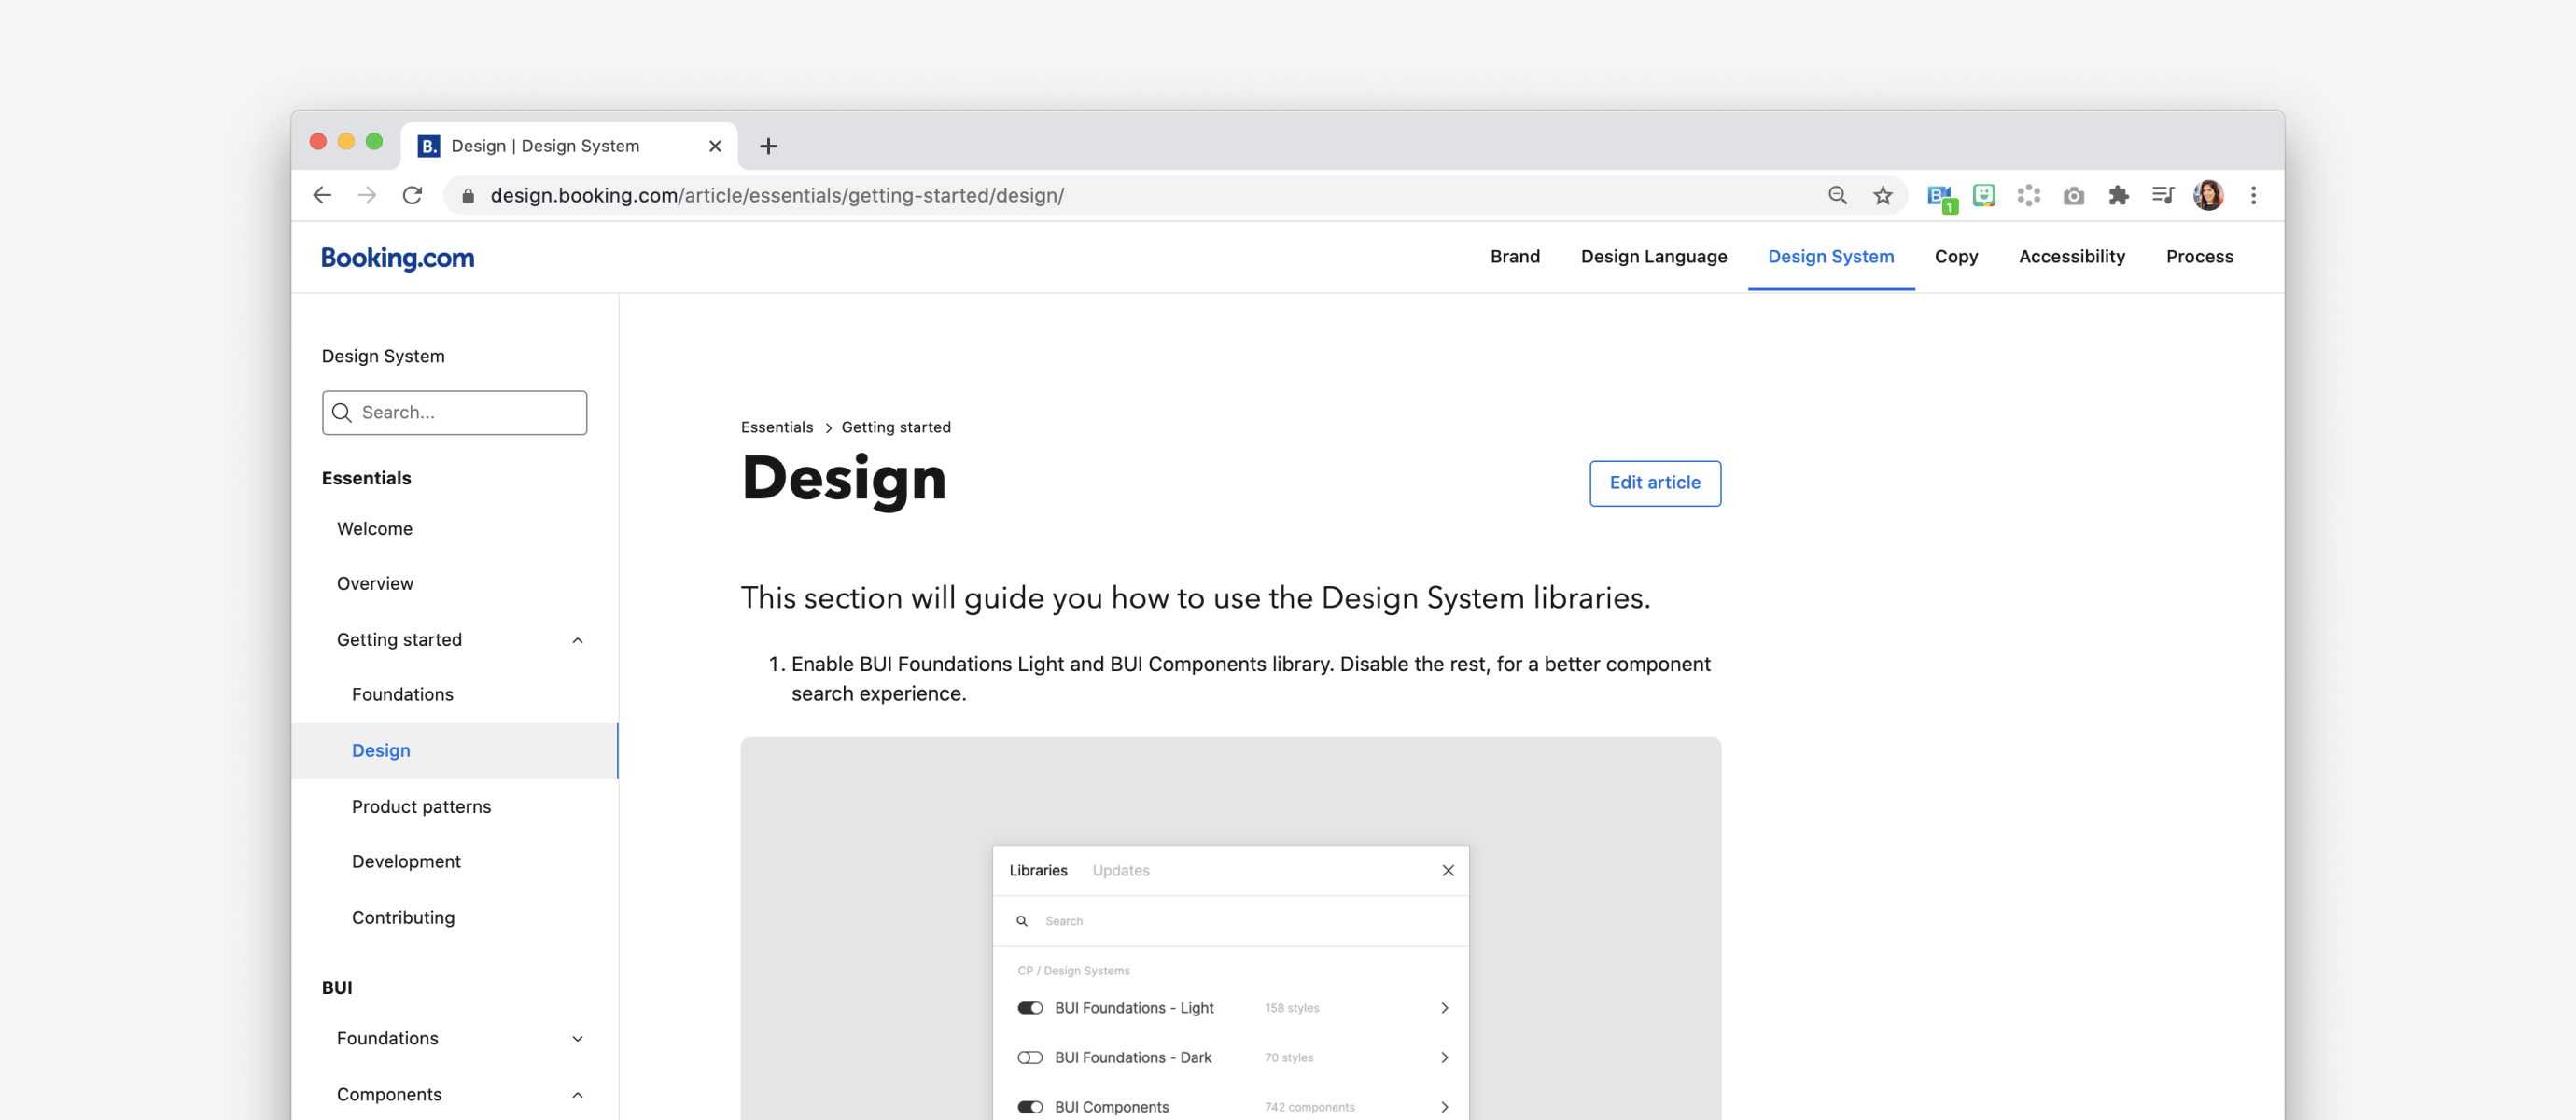 B. Design | Design System
design.booking.com/article/essentials/getting-started/design/
1
Booking.com
Brand Design Language Design System Copy Accessibility Process
Design System
Search...
Essentials
Welcome
Overview
Getting started
Foundations
Design
Product patterns
Development
Contributing
BUI
Foundations
Components
Essentials > Getting started
Design
Edit article
This section will guide you how to use the Design System libraries.
1. Enable BUI Foundations Light and BUI Components library. Disable the rest, for a better component
search experience.
Libraries Updates
Search
CP / Design Systems
BUI Foundations - Light 158 styles
BUI Foundations - Dark 70 styles
BUI Components 742 components